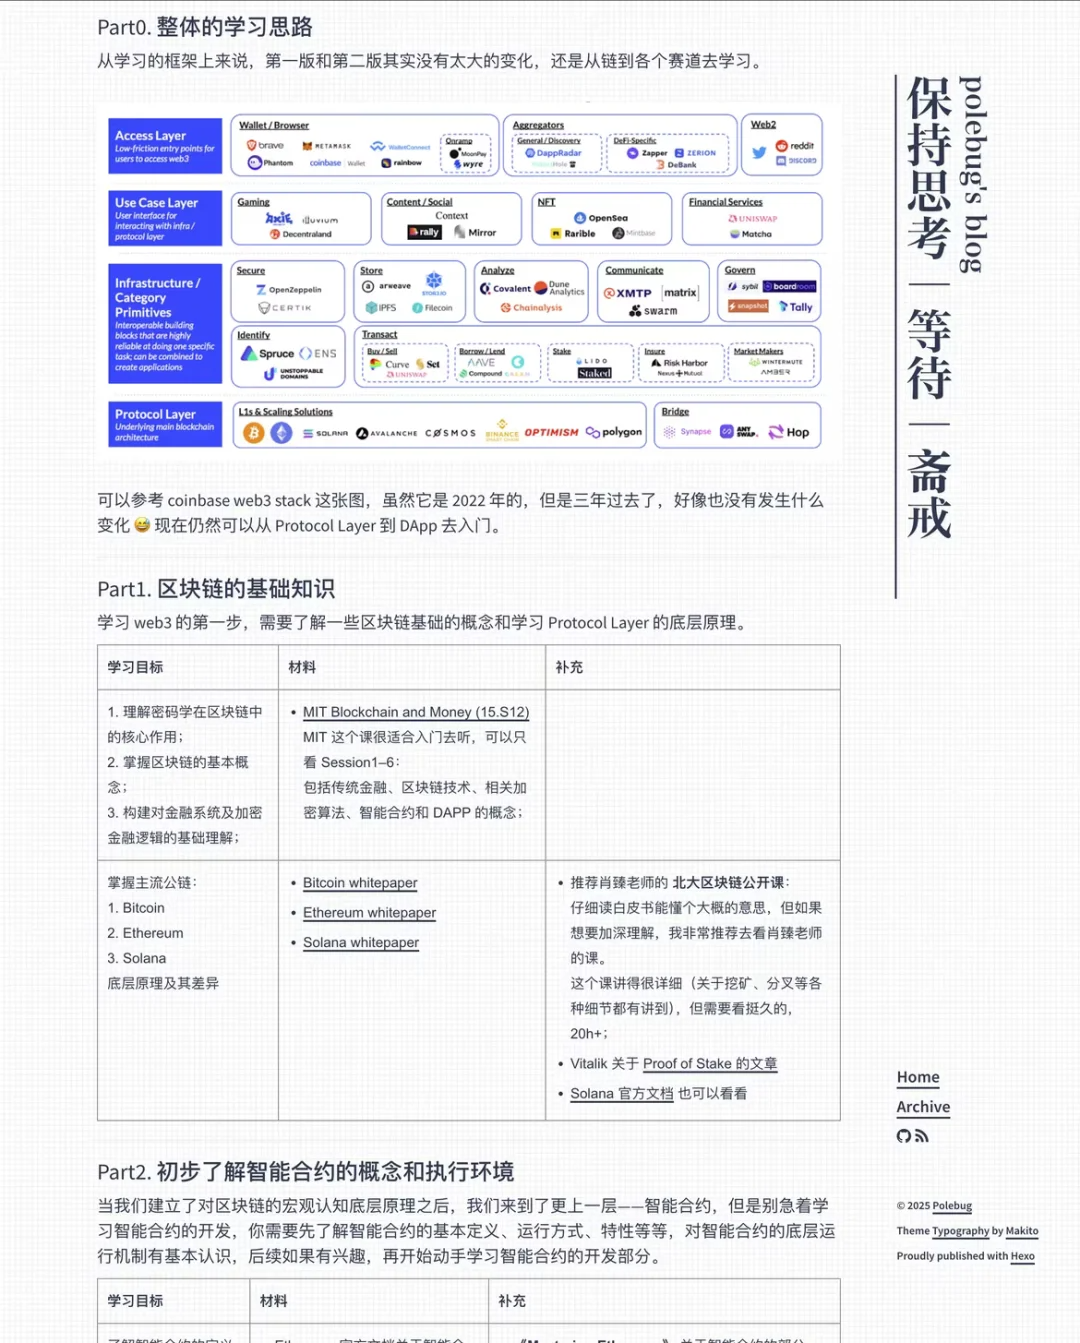 Part0. 整体的学习思路
从学习的框架上来说，第一版和第二版其实没有太大的变化，还是从链到各个赛道去学习。
Access Layer
Low-friction entry points for
users to access web3
Wallet / Browser
brave
METAMASK
WalletConnect
Phantom
coinbase Wallet
rainbow
Onramp
MoonPay
wyre
Aggregators
General / Discovery
DappRadar
DeFi-Specific
Zapper
ZERION
DeBank
Web2
reddit
DISCORD
Use Case Layer
User interface for
interacting with infra /
protocol layer
Gaming
AXIE
illuvium
Decentraland
Content / Social
Context
rally
Mirror
NFT
OpenSea
Rarible
Mintbase
Financial Services
UNISWAP
Matcha
Infrastructure /
Category
Primitives
Interoperable building
blocks that are highly
reliable at doing one specific
task; can be combined to
create applications
Secure
OpenZeppelin
CERTIK
Store
arweave
STORJ.IO
IPFS
Filecoin
Analyze
Covalent
Dune
Analytics
Chainalysis
Communicate
XMTP
[matrix]
swarm
Govern
sybil
boardroom
snapshot
Tally
Identify
Spruce
ENS
UNSTOPPABLE
DOMAINS
Transact
Buy / Sell
Curve
Set
UNISWAP
Borrow / Lend
AAVE
Compound
Stake
LIDO
Staked
Insure
Risk Harbor
Nexus Mutual
Market Makers
WINTERMUTE
AMBER
Protocol Layer
Underlying main blockchain
architecture
L1s & Scaling Solutions
SOLANA
AVALANCHE
COSMOS
BINANCE
SMART CHAIN
OPTIMISM
polygon
Bridge
Synapse
ANY
SWAP.
Hop
可以参考 coinbase web3 stack 这张图，虽然它是 2022 年的，但是三年过去了，好像也没有发生什么
变化 😅 现在仍然可以从 Protocol Layer 到 DApp 去入门。
Part1. 区块链的基础知识
学习 web3 的第一步，需要了解一些区块链基础的概念和学习 Protocol Layer 的底层原理。
学习目标
材料
补充
1. 理解密码学在区块链中
的核心作用；
2. 掌握区块链的基本概
念；
3. 构建对金融系统及加密
金融逻辑的基础理解；
• MIT Blockchain and Money (15.S12)
MIT 这个课很适合入门去听，可以只
看 Session1–6：
包括传统金融、区块链技术、相关加
密算法、智能合约和 DAPP 的概念；
掌握主流公链：
1. Bitcoin
2. Ethereum
3. Solana
底层原理及其差异
• Bitcoin whitepaper
• Ethereum whitepaper
• Solana whitepaper
• 推荐肖臻老师的 北大区块链公开课：
仔细读白皮书能懂个大概的意思，但如果
想要加深理解，我非常推荐去看肖臻老师
的课。
这个课讲得很详细（关于挖矿、分叉等各
种细节都有讲到），但需要看挺久的，
20h+；
• Vitalik 关于 Proof of Stake 的文章
• Solana 官方文档 也可以看看
Part2. 初步了解智能合约的概念和执行环境
当我们建立了对区块链的宏观认知底层原理之后，我们来到了更上一层——智能合约，但是别急着学
习智能合约的开发，你需要先了解智能合约的基本定义、运行方式、特性等等，对智能合约的底层运
行机制有基本认识，后续如果有兴趣，再开始动手学习智能合约的开发部分。
学习目标
材料
补充
polebug's blog
保持思考｜等待｜斋戒
Home
Archive
© 2025 Polebug
Theme Typography by Makito
Proudly published with Hexo